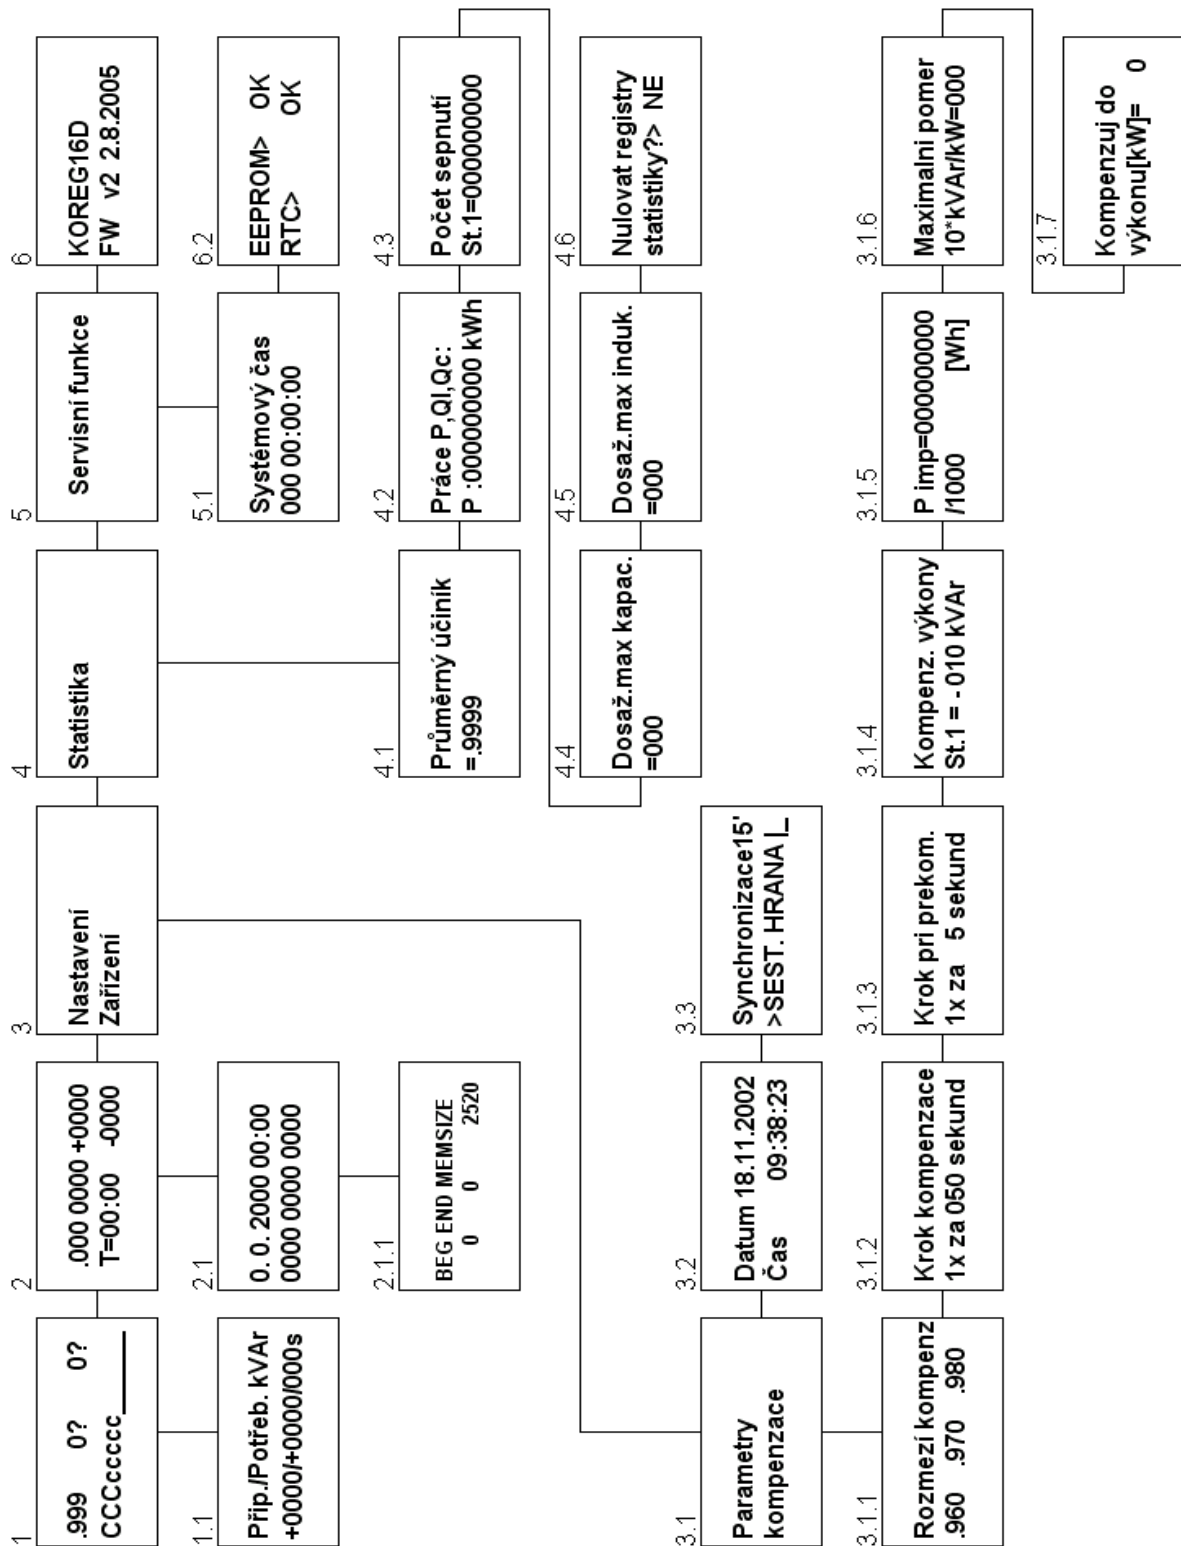 1
.999 0? 0?
CCCccccccc______
2
.000 0000 +0000
T=00:00 -0000
3
Nastavení
Zařízení
4
Statistika
5
Servisní funkce
6
KOREG16D
FW v2 2.8.2005
1.1
Přip./Potřeb. kVAr
+0000/+0000/000s
2.1
0. 0. 2000 00:00
0000 0000 0000
5.1
Systémový čas
000 00:00:00
6.2
EEPROM> OK
RTC> OK
2.1.1
BEG END MEMSIZE
0 0 2520
4.1
Průměrný účiník
=.9999
4.2
Práce P,Ql,Qc:
P :000000000 kWh
4.3
Počet sepnutí
St.1=00000000
4.4
Dosaž.max kapac.
=000
4.5
Dosaž.max induk.
=000
4.6
Nulovat registry
statistiky?> NE
3.1
Parametry
kompenzace
3.2
Datum 18.11.2002
Čas 09:38:23
3.3
Synchronizace15'
>SEST. HRANA |_
3.1.1
Rozmezí kompenz
.960 .970 .980
3.1.2
Krok kompenzace
1x za 050 sekund
3.1.3
Krok pri prekom.
1x za 5 sekund
3.1.4
Kompenz. výkony
St.1 = - 010 kVAr
3.1.5
P imp=000000000
/1000 [Wh]
3.1.6
Maximalni pomer
10*kVAr/kW=000
3.1.7
Kompenzuj do
výkonu[kW]= 0